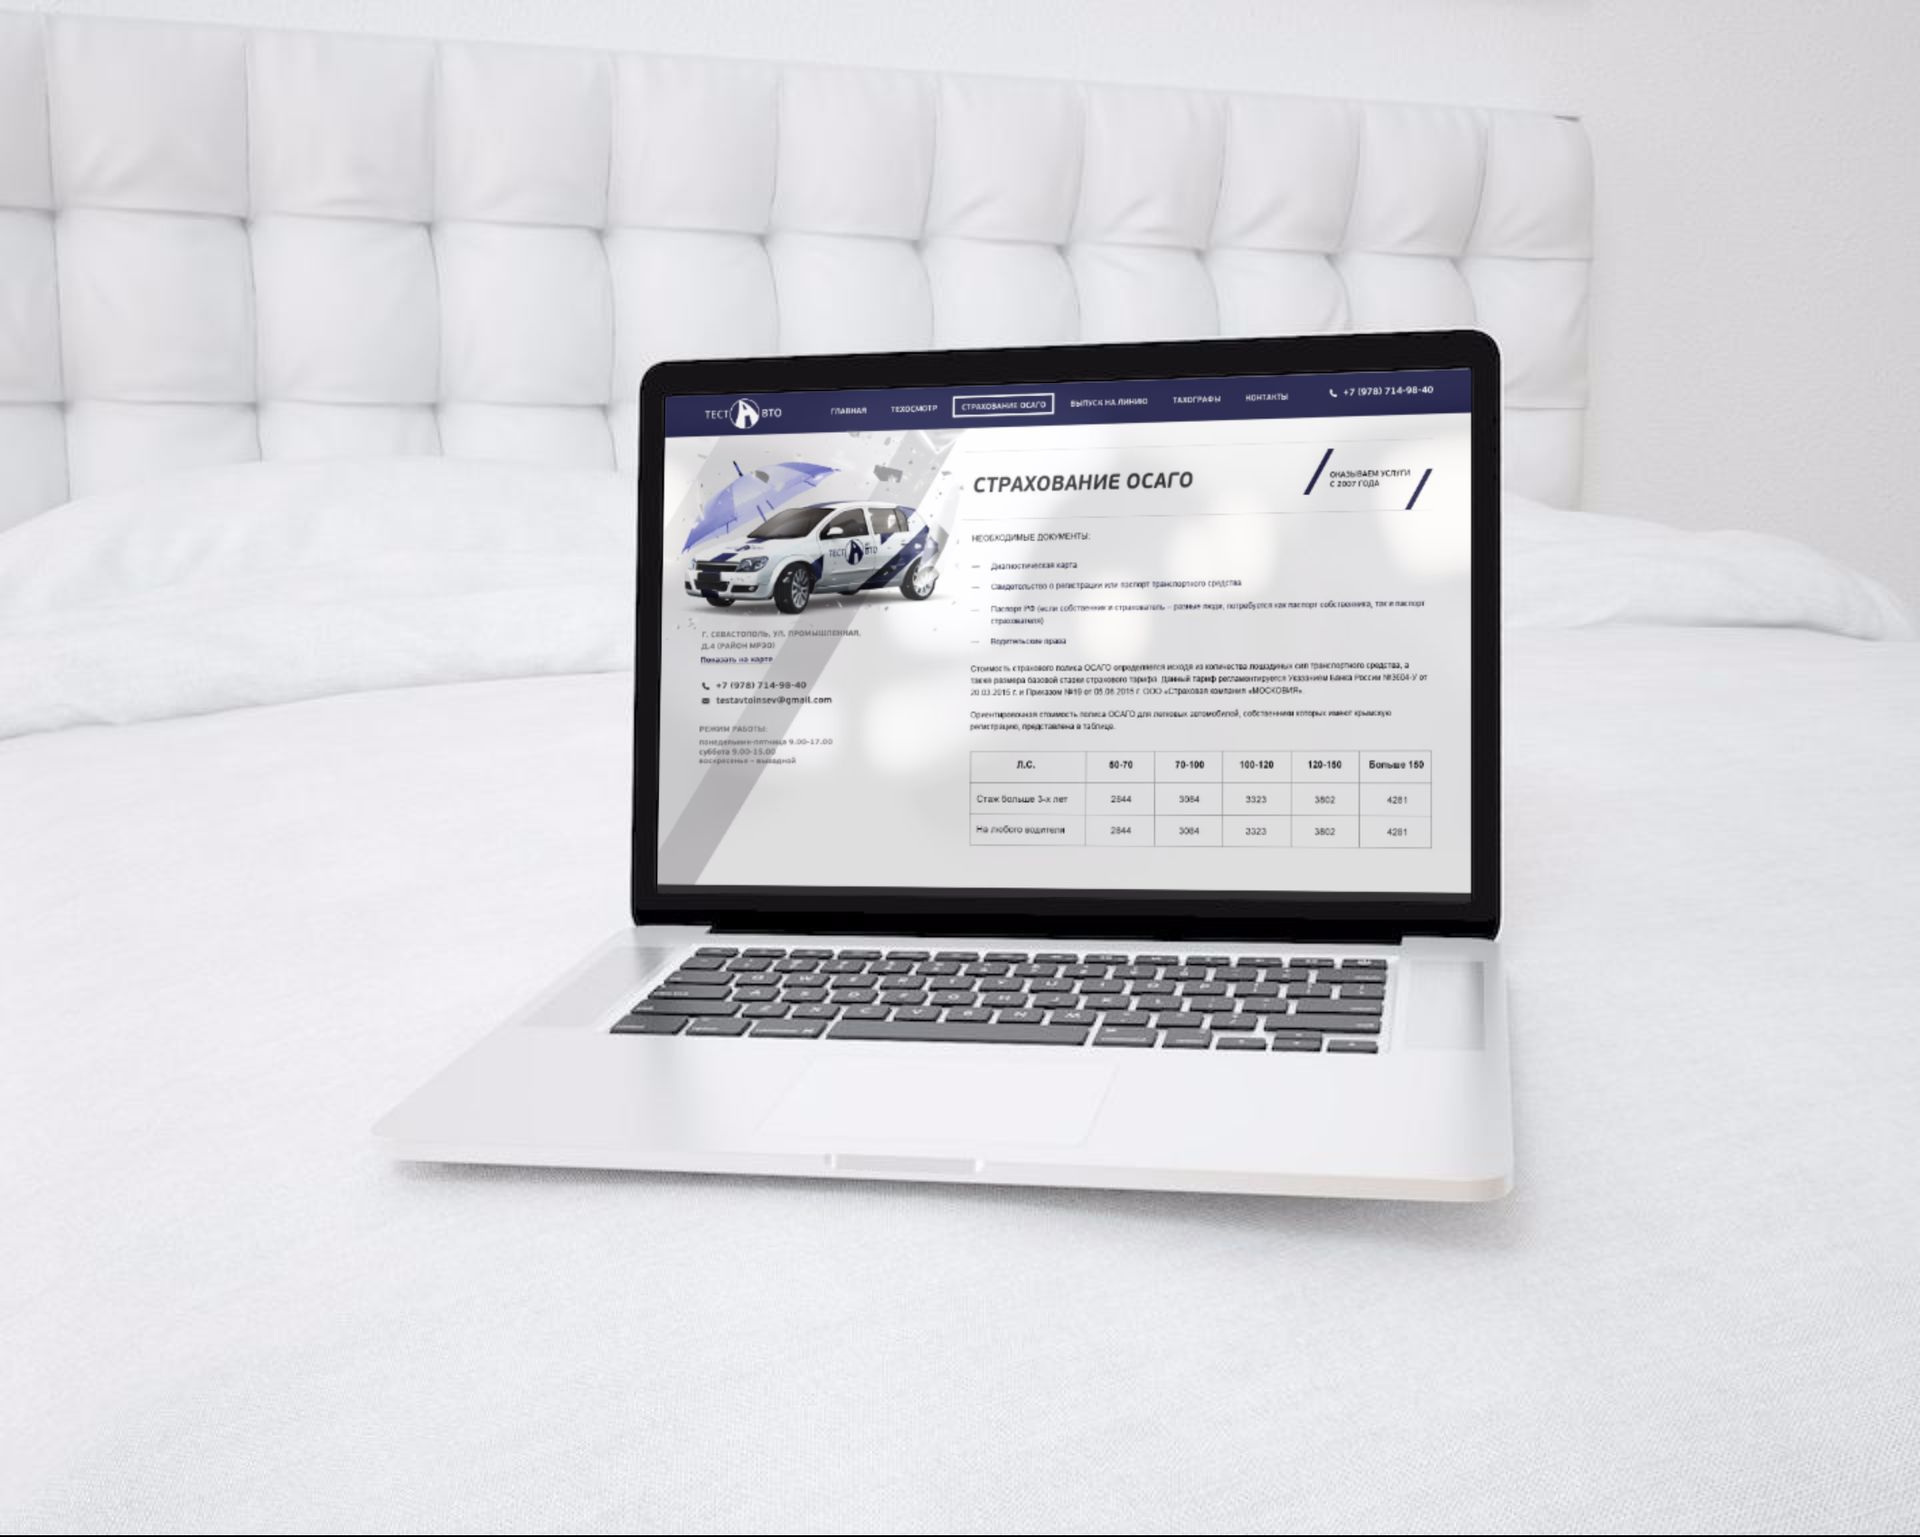 ТЕСТ АВТО
ГЛАВНАЯ
ТЕХОСМОТР
СТРАХОВАНИЕ ОСАГО
ВЫПУСК НА ЛИНИЮ
ТАХОГРАФЫ
КОНТАКТЫ
+7 (978) 714-98-40
Г. СЕВАСТОПОЛЬ, УЛ. ПРОМЫШЛЕННАЯ,
Д.4 (РАЙОН МРЭО)
Показать на карте
+7 (978) 714-98-40
testavtoinsev@gmail.com
РЕЖИМ РАБОТЫ:
понедельник-пятница 9.00-17.00
суббота 9.00-15.00
воскресенье – выходной
СТРАХОВАНИЕ ОСАГО
ОКАЗЫВАЕМ УСЛУГИ
С 2007 ГОДА
НЕОБХОДИМЫЕ ДОКУМЕНТЫ:
— Диагностическая карта
— Свидетельство о регистрации или паспорт транспортного средства
— Паспорт РФ (если собственник и страхователь – разные люди, потребуется как паспорт собственника, так и паспорт
страхователя)
— Водительские права
Стоимость страхового полиса ОСАГО определяется исходя из количества лошадиных сил транспортного средства, а
также размера базовой ставки страхового тарифа. Данный тариф регламентируется Указанием Банка России №3604-У от
20.03.2015 г. и Приказом №19 от 05.06.2015 г. ООО «Страховая компания «МОСКОВИЯ».
Ориентировочная стоимость полиса ОСАГО для легковых автомобилей, собственники которых имеют крымскую
регистрацию, представлена в таблице.
Л.С. 50-70 70-100 100-120 120-150 Больше 150
Стаж больше 3-х лет 2844 3084 3323 3802 4281
На любого водителя 2844 3084 3323 3802 4281